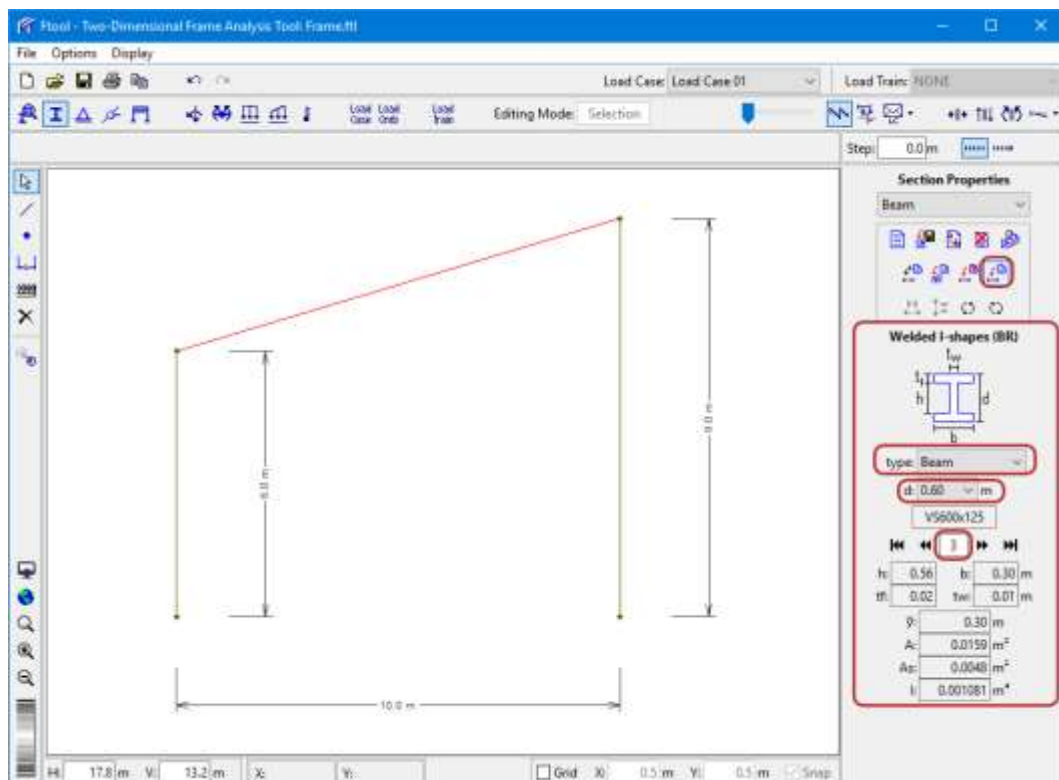 Ftool - Two-Dimensional Frame Analysis Tool: Frame.ftl
File Options Display
Load Case: Load Case 01 Load Train: NONE
Load Case Load Comb Load Train Editing Mode: Selection
Step: 0.0 m
Section Properties
Beam
Welded I-shapes (BR)
tw
tf
h d
b
type: Beam
d: 0.60 m
VS600x125
3
h: 0.56 b: 0.30 m
tf: 0.02 tw: 0.01 m
ȳ: 0.30 m
A: 0.0159 m²
As: 0.0048 m²
I: 0.001081 m⁴
6.0 m
9.0 m
10.0 m
H: 17.8 m V: 13.2 m X: Y: Grid X: 0.5 m Y: 0.5 m Snap